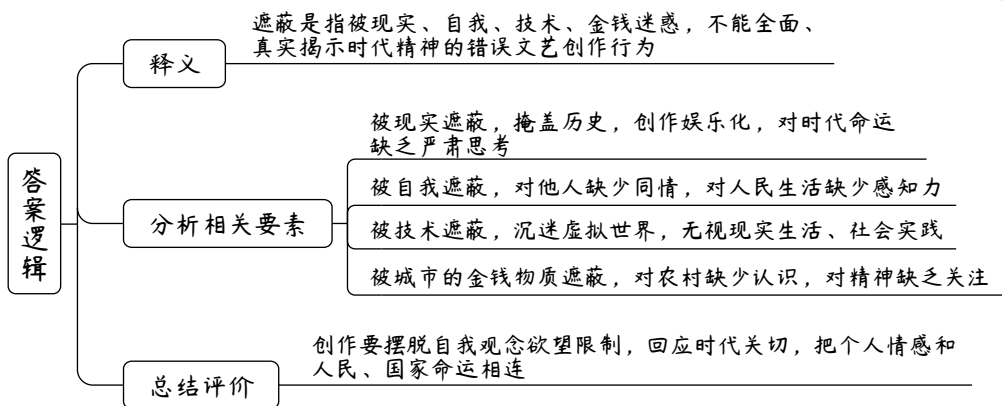 遮蔽是指被现实、自我、技术、金钱迷惑，不能全面、
真实揭示时代精神的错误文艺创作行为
释义
被现实遮蔽，掩盖历史，创作娱乐化，对时代命运
缺乏严肃思考
答案逻辑
被自我遮蔽，对他人缺少同情，对人民生活缺少感知力
分析相关要素
被技术遮蔽，沉迷虚拟世界，无视现实生活、社会实践
被城市的金钱物质遮蔽，对农村缺少认识，对精神缺乏关注
创作要摆脱自我观念欲望限制，回应时代关切，把个人情感和
人民、国家命运相连
总结评价